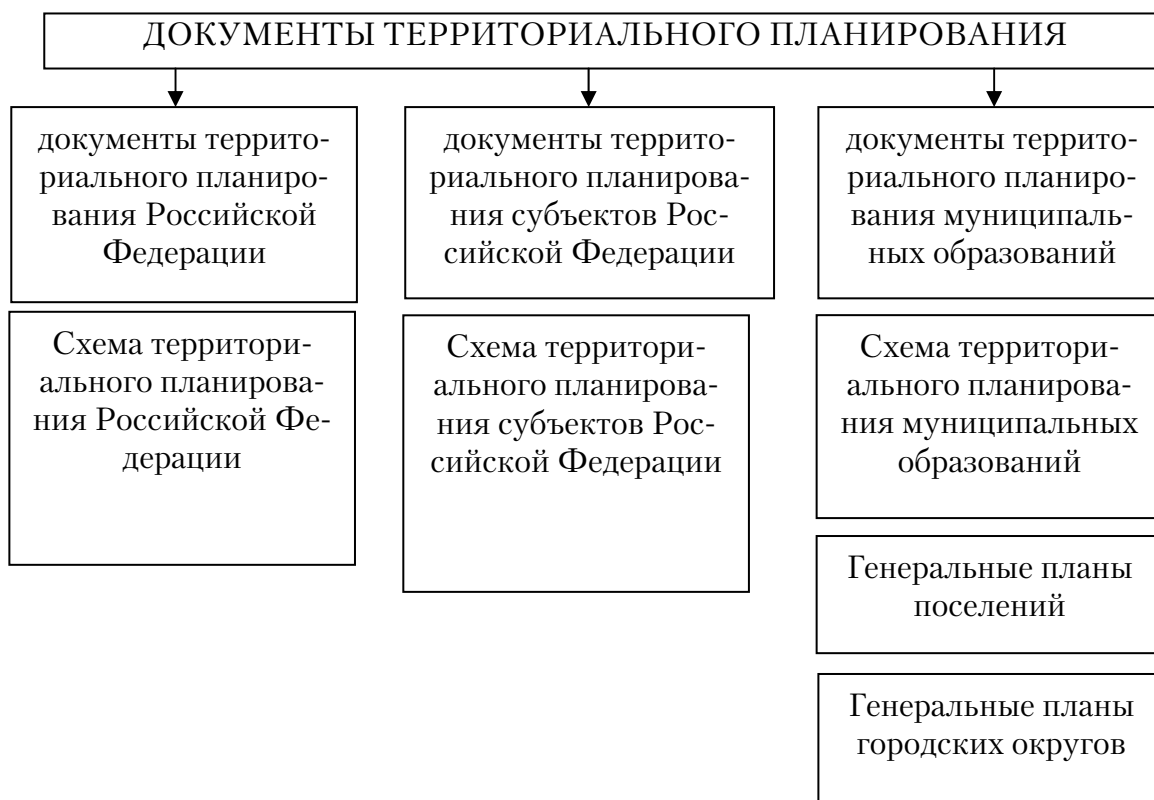 ДОКУМЕНТЫ ТЕРРИТОРИАЛЬНОГО ПЛАНИРОВАНИЯ
документы террито-
риального планиро-
вания Российской
Федерации
документы террито-
риального планирова-
ния субъектов Рос-
сийской Федерации
документы террито-
риального планиро-
вания муниципаль-
ных образований
Схема территори-
ального планирова-
ния Российской Фе-
дерации
Схема территори-
ального планирова-
ния субъектов Рос-
сийской Федерации
Схема территори-
ального планирова-
ния муниципальных
образований
Генеральные планы
поселений
Генеральные планы
городских округов